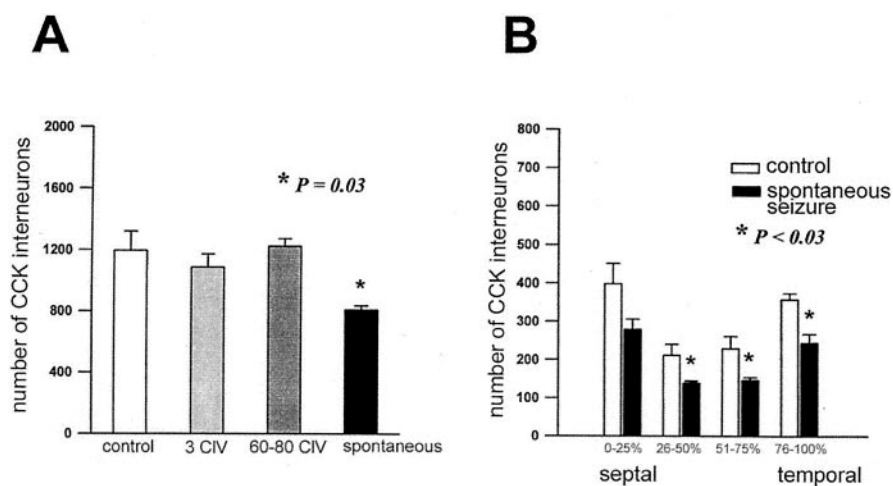 A
number of CCK interneurons
2000
1600
1200
800
400
0
* P = 0.03
*
control 3 CIV 60-80 CIV spontaneous
B
number of CCK interneurons
800
700
600
500
400
300
200
100
0
control
spontaneous
seizure
* P < 0.03
* * *
0-25% 26-50% 51-75% 76-100%
septal temporal